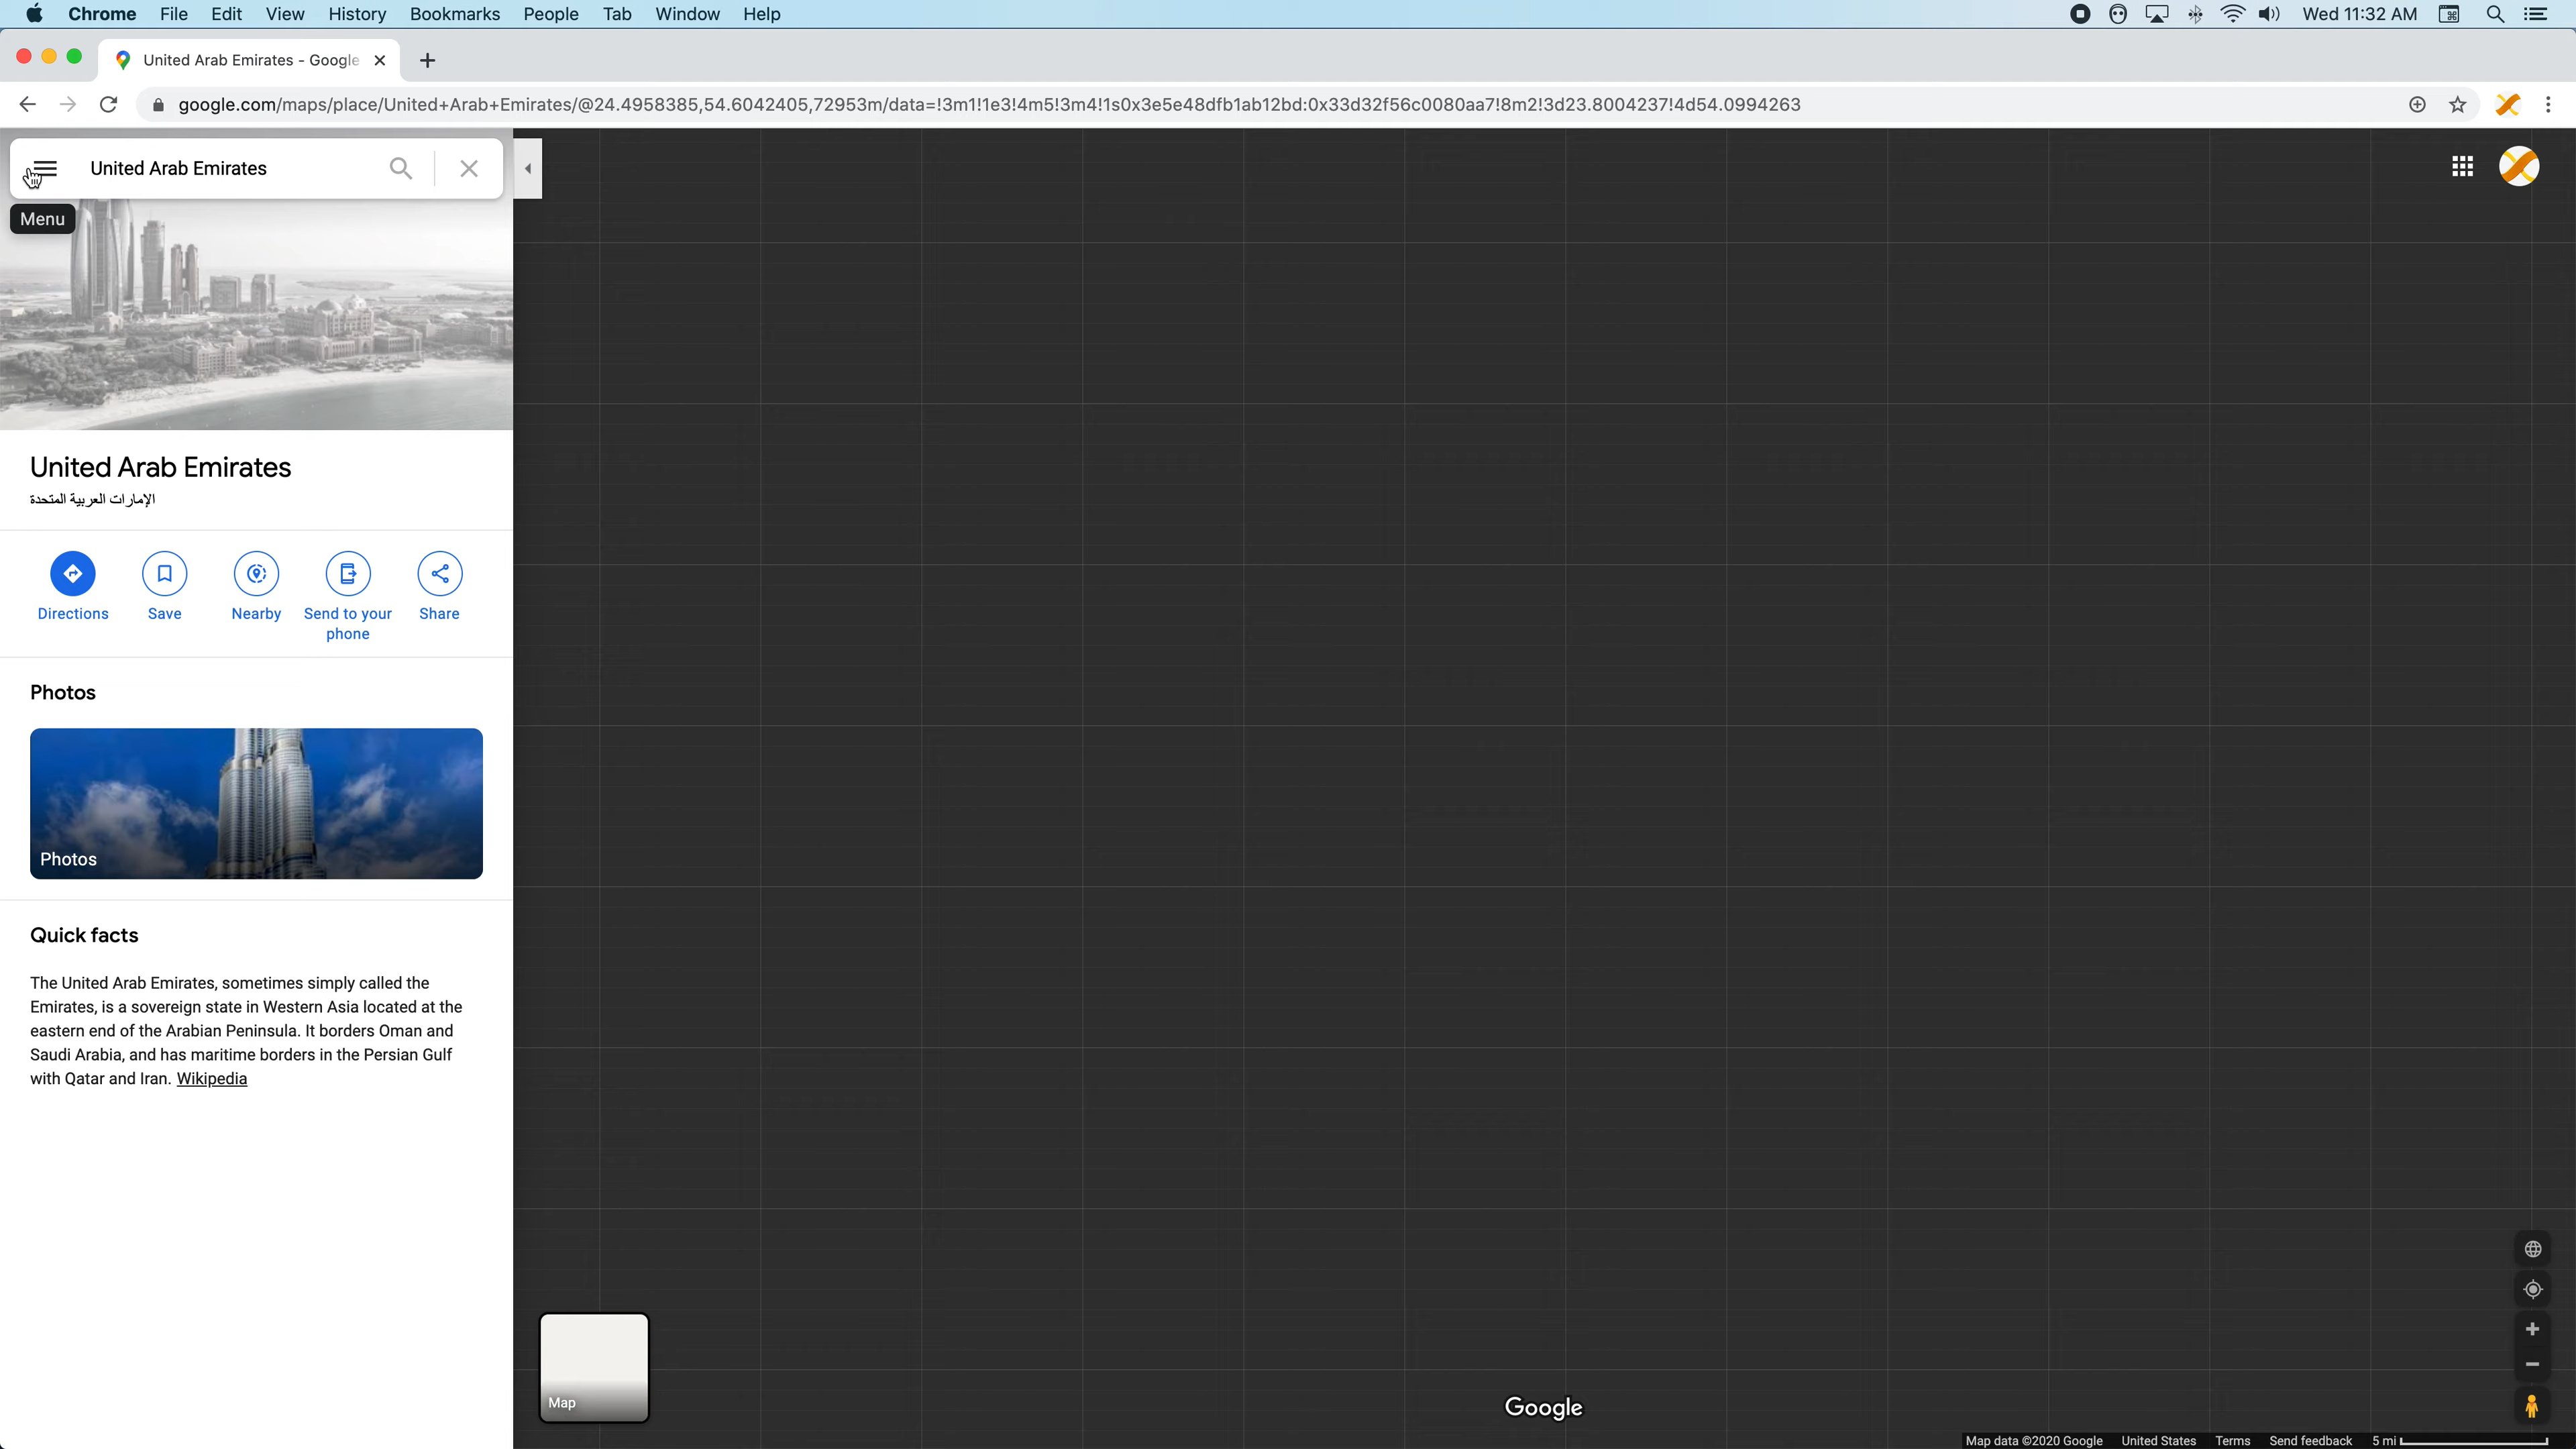 Chrome File Edit View History Bookmarks People Tab Window Help
Wed 11:32 AM
United Arab Emirates - Google
google.com/maps/place/United+Arab+Emirates/@24.4958385,54.6042405,72953m/data=!3m1!1e3!4m5!3m4!1s0x3e5e48dfb1ab12bd:0x33d32f56c0080aa7!8m2!3d23.8004237!4d54.0994263
United Arab Emirates
Menu
United Arab Emirates
الإمارات العربية المتحدة
Directions
Save
Nearby
Send to your
phone
Share
Photos
Photos
Quick facts
The United Arab Emirates, sometimes simply called the
Emirates, is a sovereign state in Western Asia located at the
eastern end of the Arabian Peninsula. It borders Oman and
Saudi Arabia, and has maritime borders in the Persian Gulf
with Qatar and Iran. Wikipedia
Map
Google
Map data ©2020 Google United States Terms Send feedback 5 mi